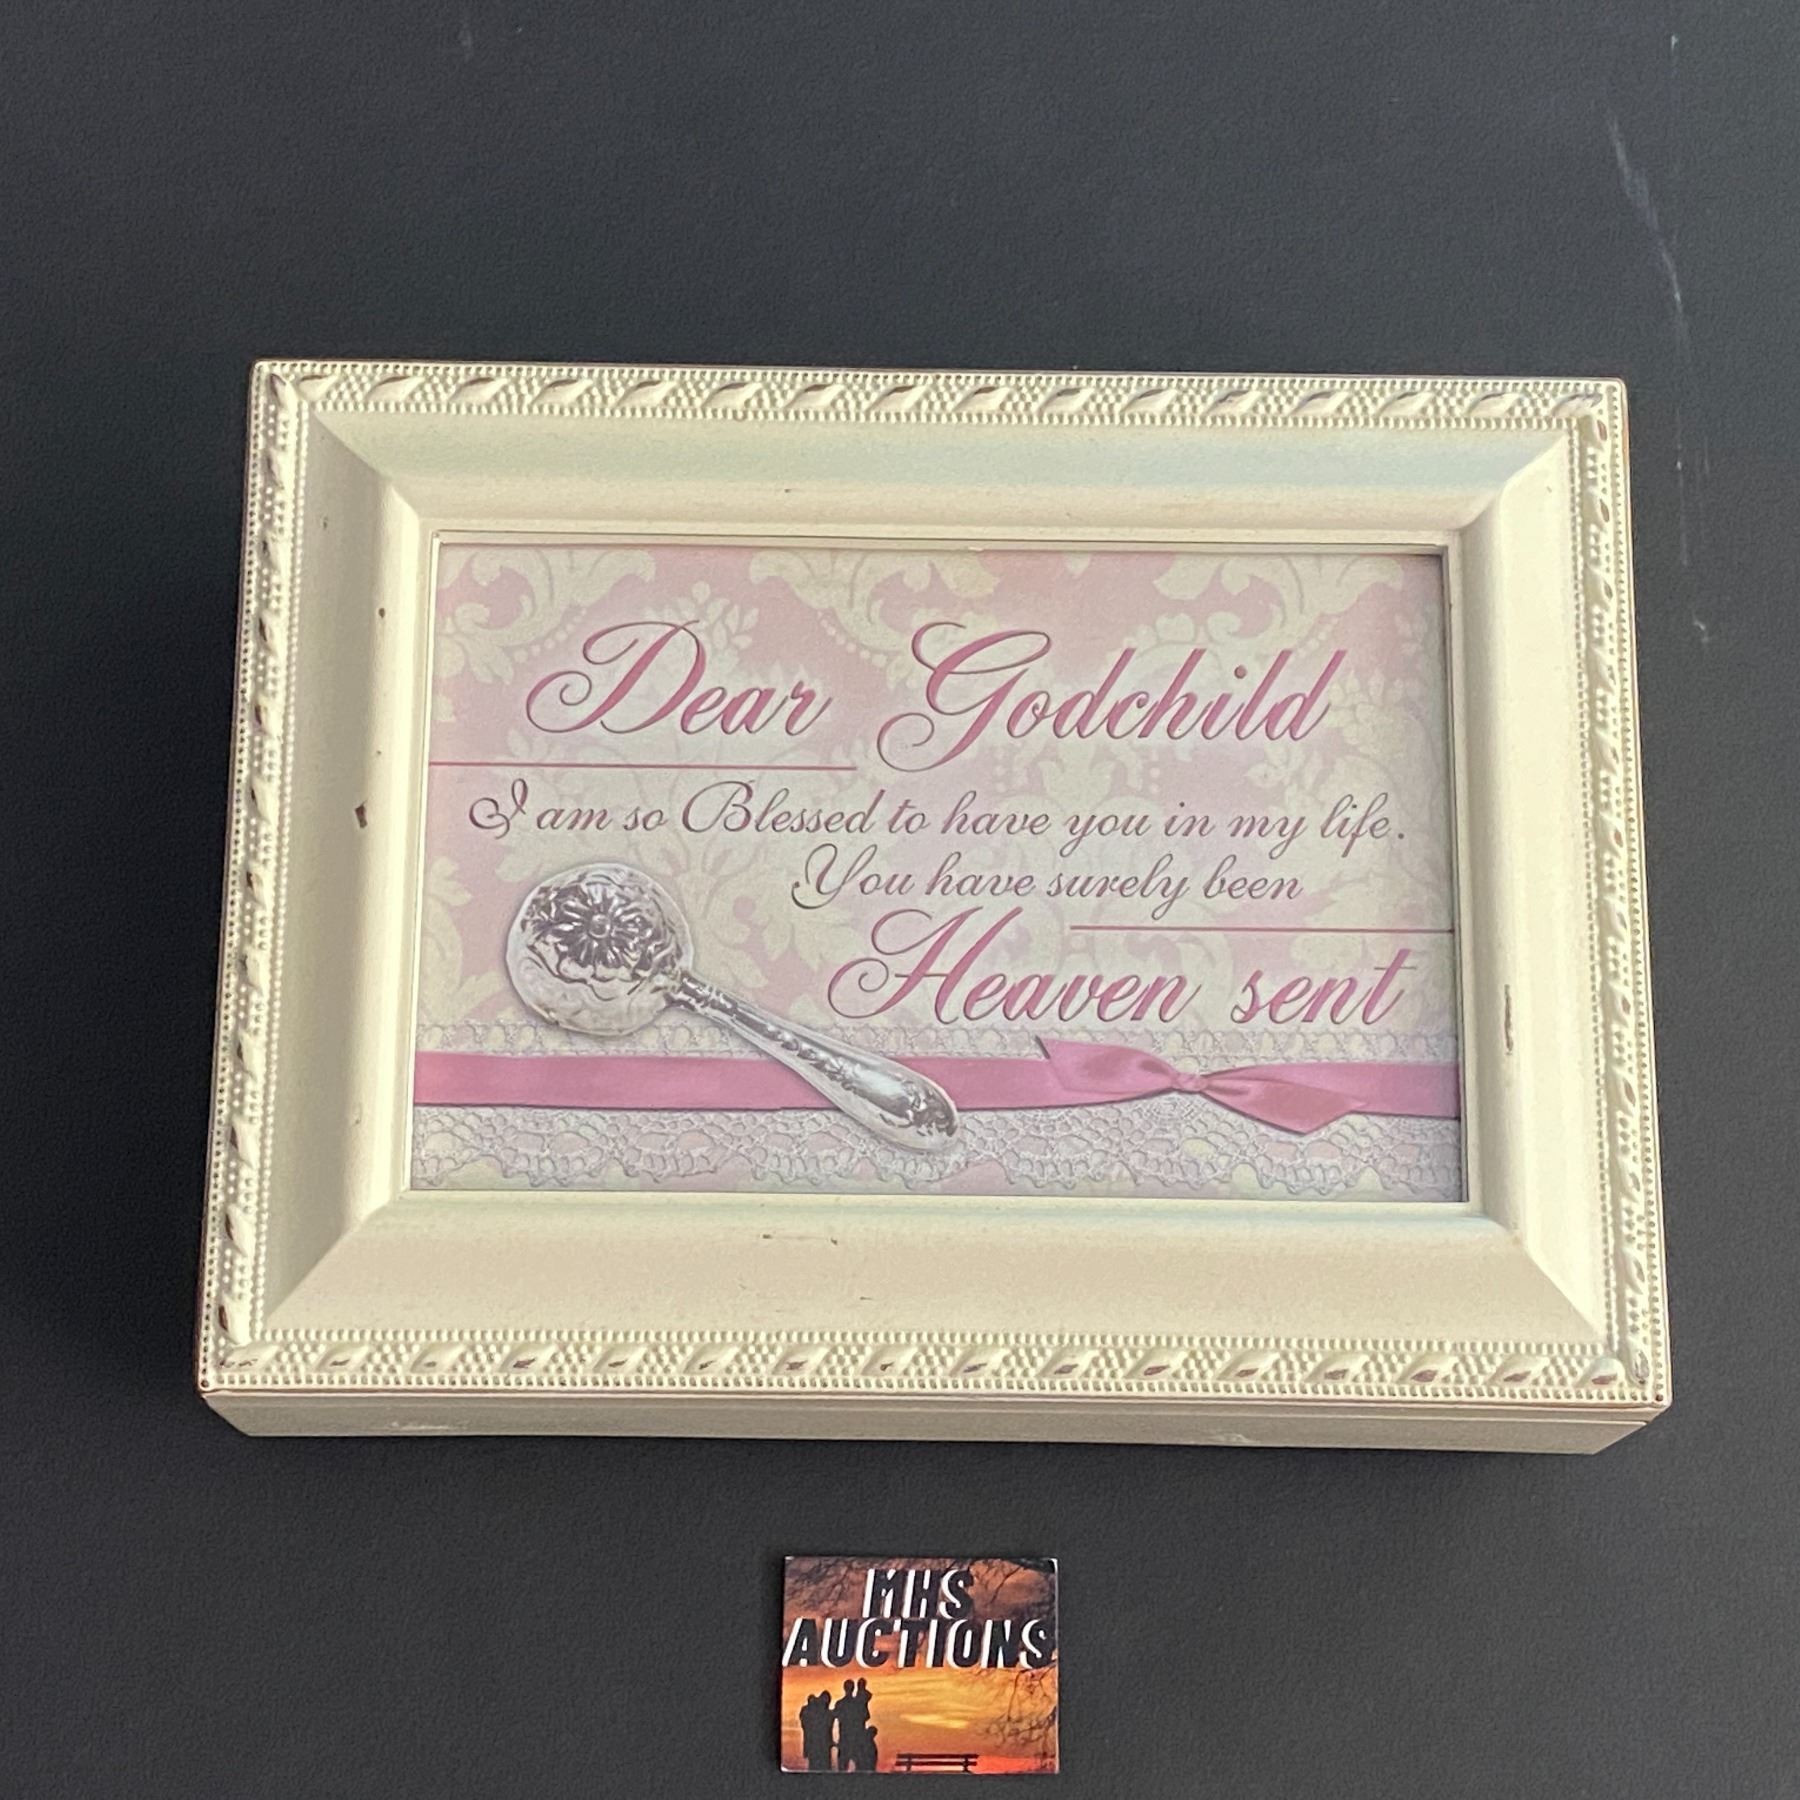 Dear Godchild
I am so Blessed to have you in my life.
You have surely been
Heaven sent
MHS
AUCTIONS